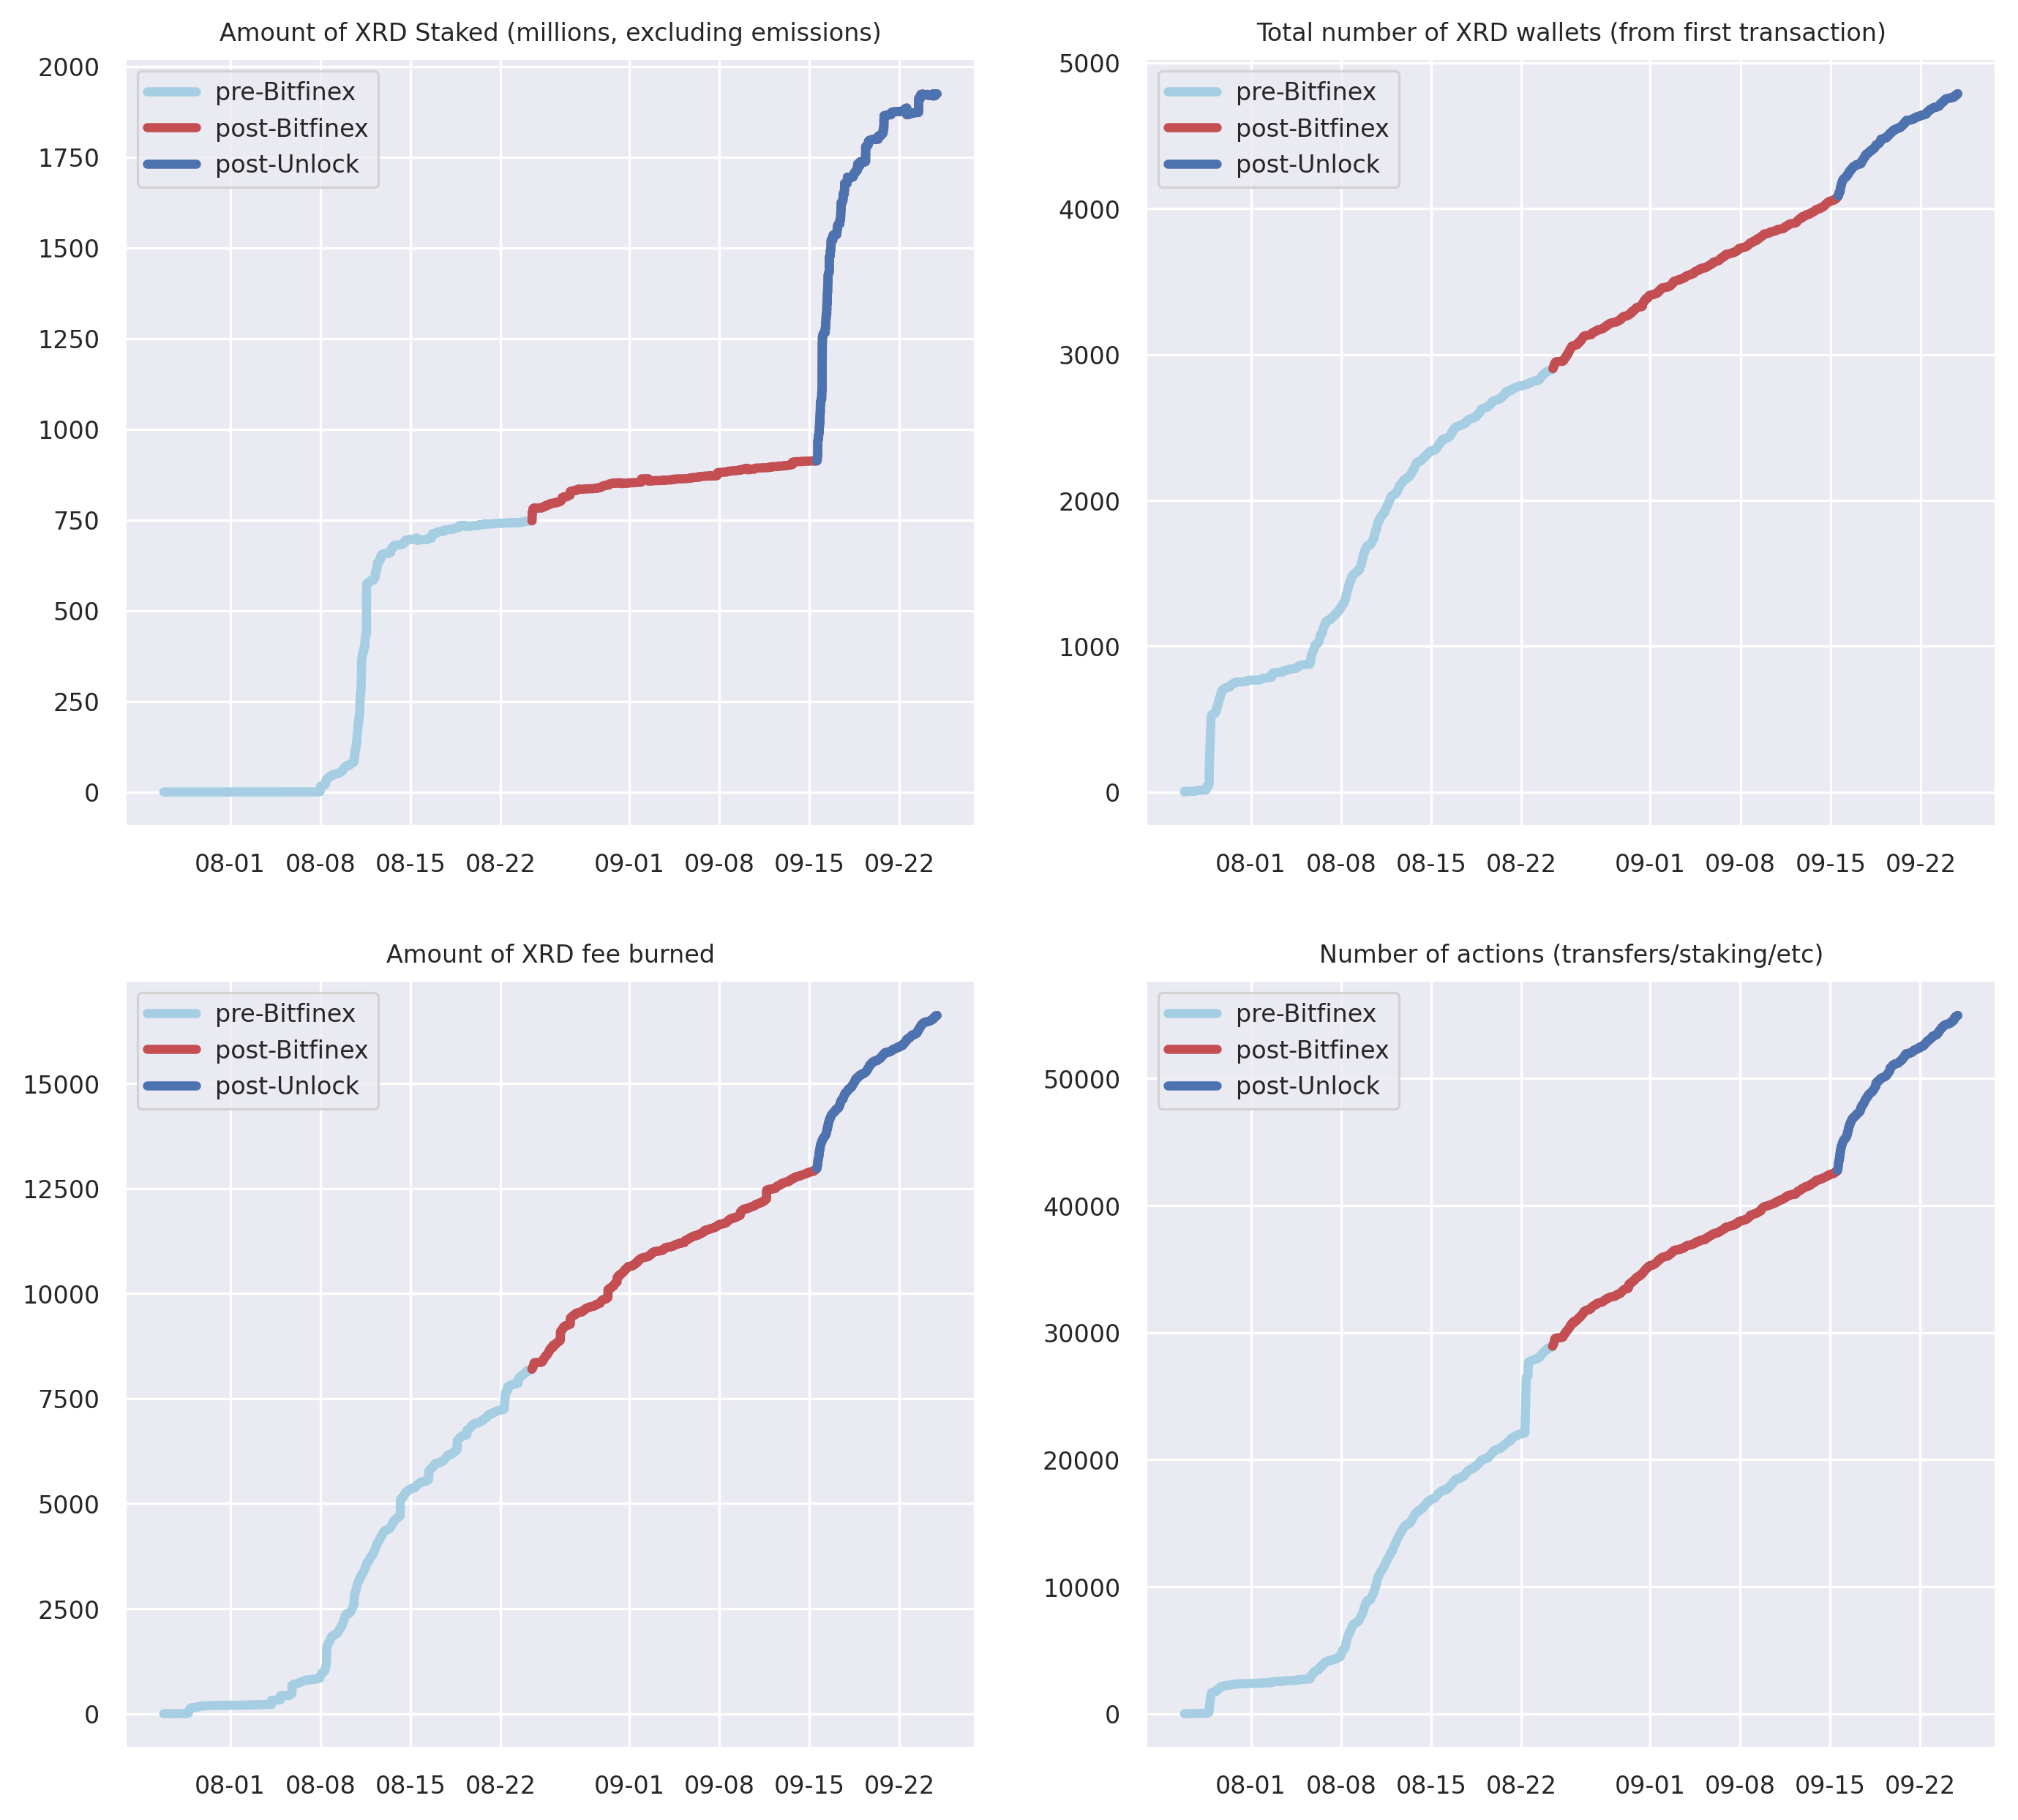 Amount of XRD Staked (millions, excluding emissions)
2000
1750
1500
1250
1000
750
500
250
0
pre-Bitfinex
post-Bitfinex
post-Unlock
08-01 08-08 08-15 08-22 09-01 09-08 09-15 09-22
Total number of XRD wallets (from first transaction)
5000
4000
3000
2000
1000
0
pre-Bitfinex
post-Bitfinex
post-Unlock
08-01 08-08 08-15 08-22 09-01 09-08 09-15 09-22
Amount of XRD fee burned
15000
12500
10000
7500
5000
2500
0
pre-Bitfinex
post-Bitfinex
post-Unlock
08-01 08-08 08-15 08-22 09-01 09-08 09-15 09-22
Number of actions (transfers/staking/etc)
50000
40000
30000
20000
10000
0
pre-Bitfinex
post-Bitfinex
post-Unlock
08-01 08-08 08-15 08-22 09-01 09-08 09-15 09-22